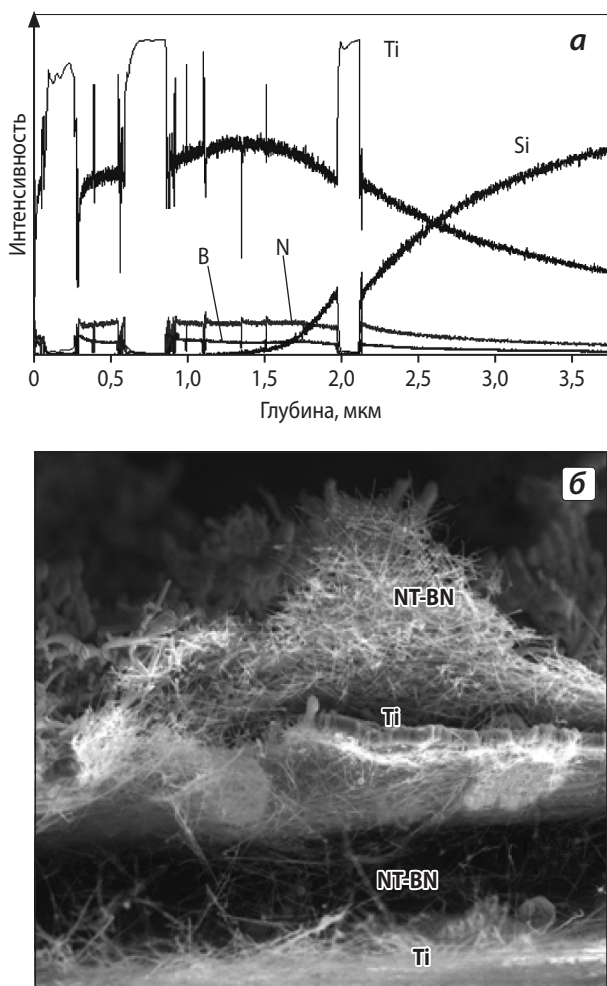 а
Ti
Si
Интенсивность
B
N
0
0,5
1,0
1,5
2,0
2,5
3,0
3,5
Глубина, мкм
б
NT-BN
Ti
NT-BN
Ti